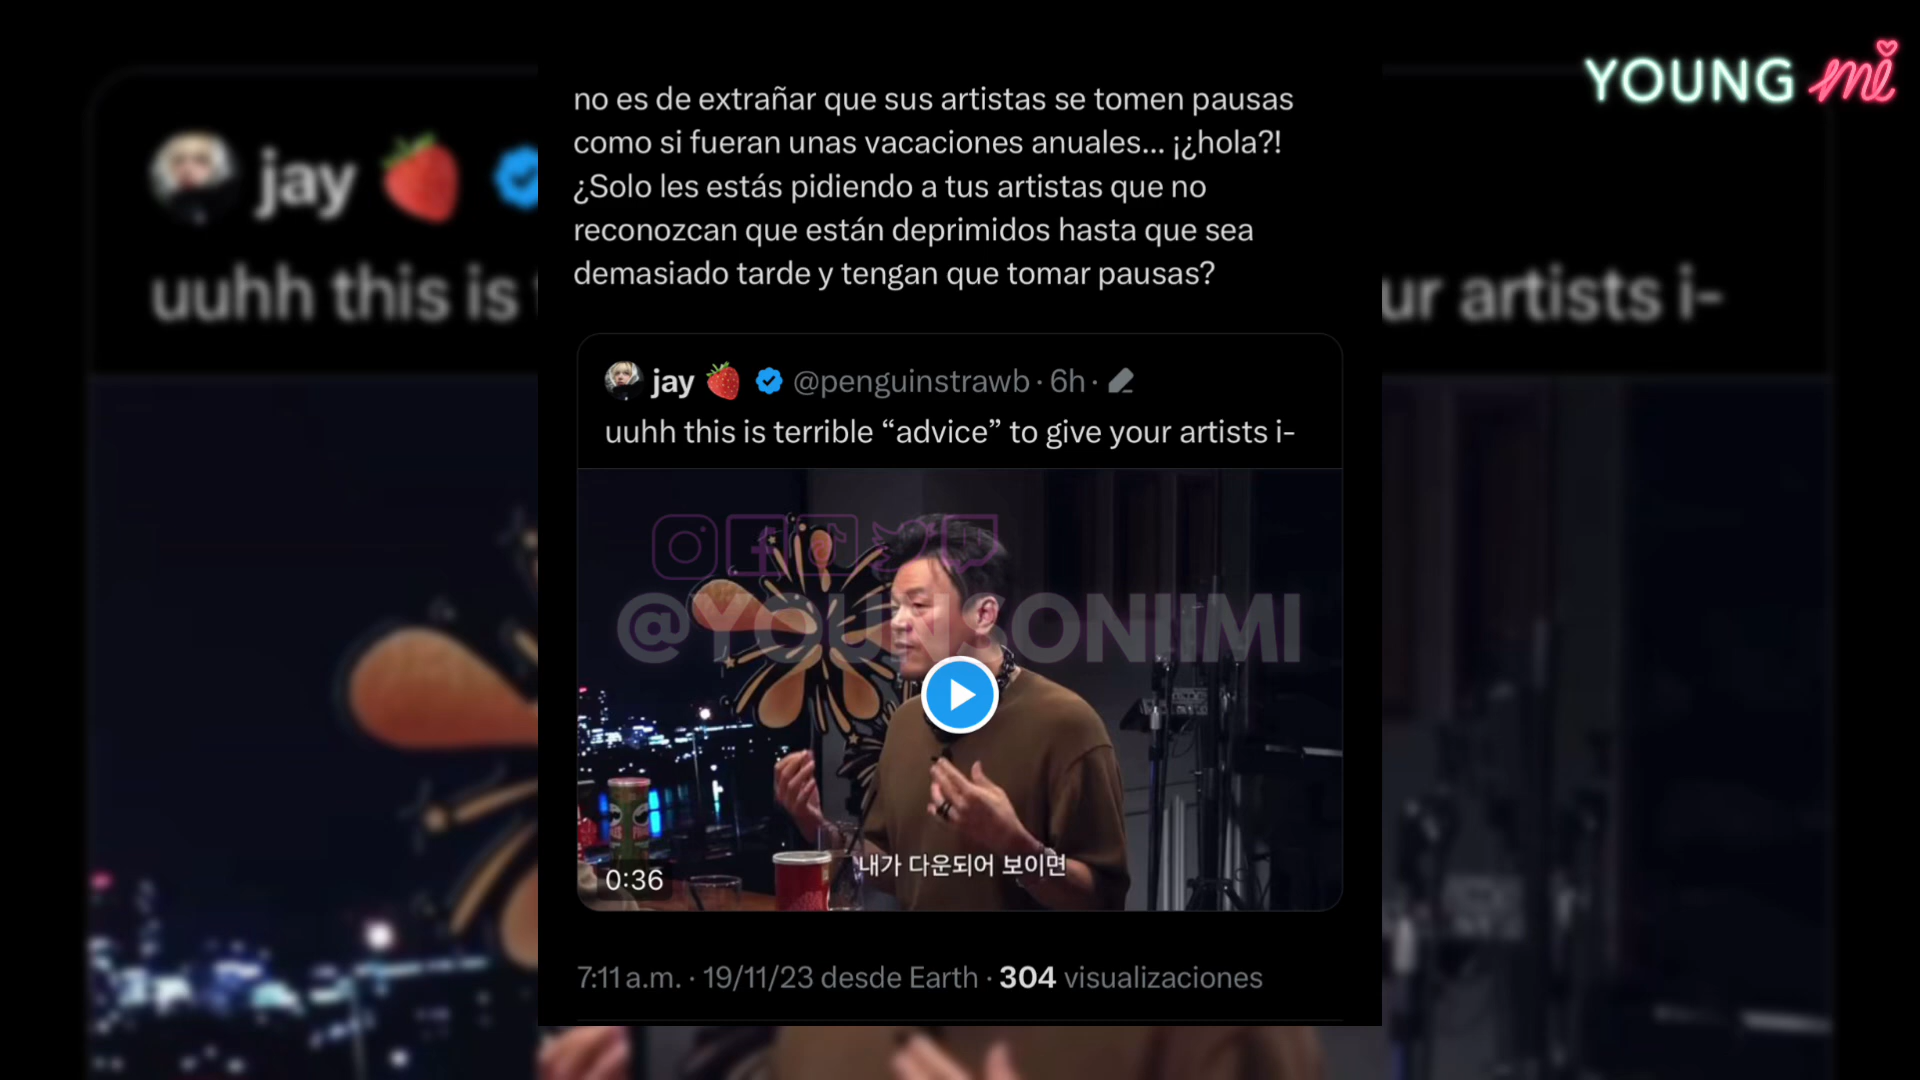 YOUNG mi
no es de extrañar que sus artistas se tomen pausas
como si fueran unas vacaciones anuales... ¡¿hola?!
¿Solo les estás pidiendo a tus artistas que no
reconozcan que están deprimidos hasta que sea
demasiado tarde y tengan que tomar pausas?
jay
uuhh this is
ur artists i-
jay @penguinstrawb · 6h ·
uuhh this is terrible “advice” to give your artists i-
@YOUNSONIIMI
내가 다운되어 보이면
0:36
7:11 a.m. · 19/11/23 desde Earth · 304 visualizaciones